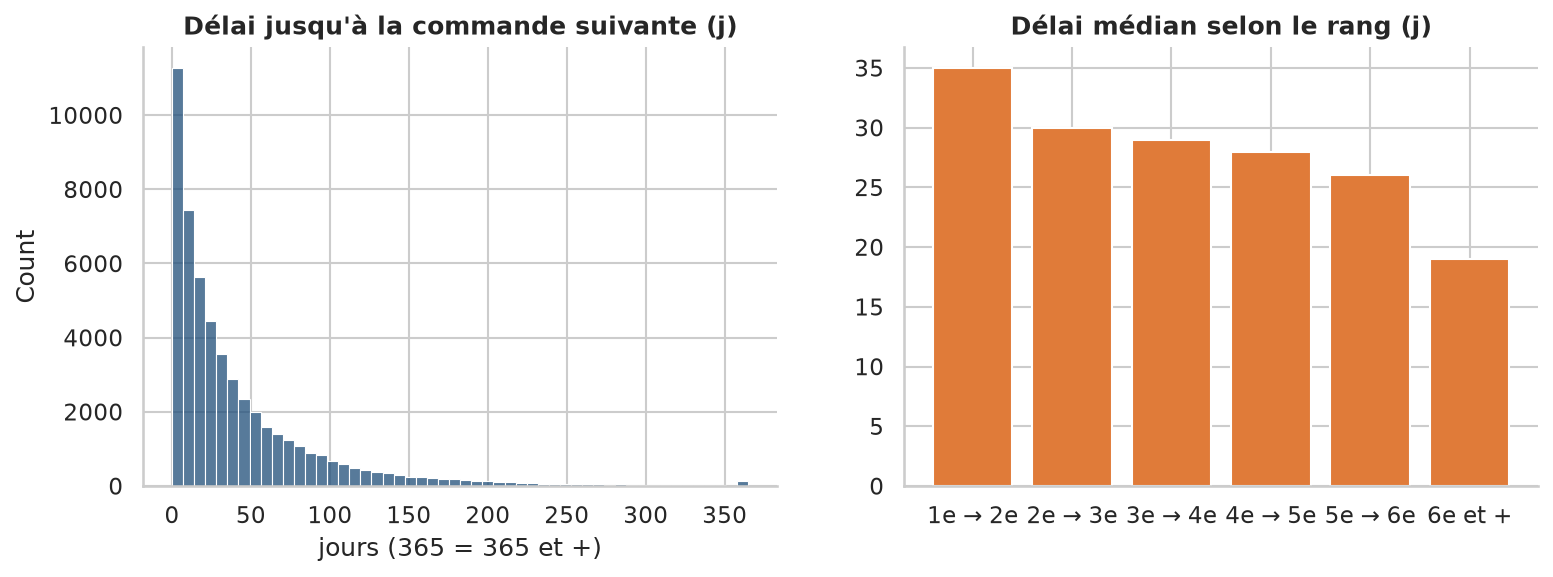 Délai jusqu'à la commande suivante (j)
Count
10000
8000
6000
4000
2000
0
0 50 100 150 200 250 300 350
jours (365 = 365 et +)
Délai médian selon le rang (j)
35
30
25
20
15
10
5
0
1e → 2e 2e → 3e 3e → 4e 4e → 5e 5e → 6e 6e et +